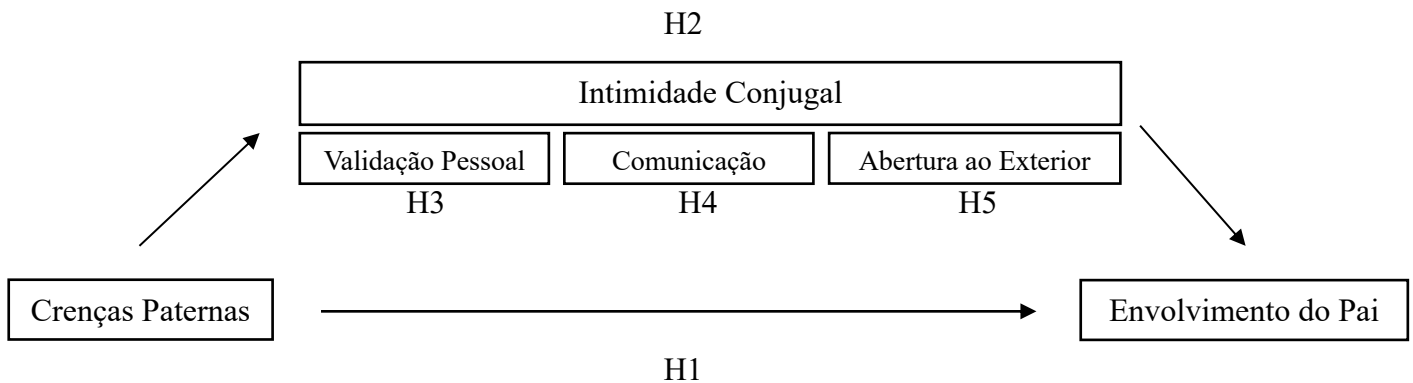 H2
Intimidade Conjugal
Validação Pessoal Comunicação Abertura ao Exterior
H3 H4 H5
Crenças Paternas Envolvimento do Pai
H1